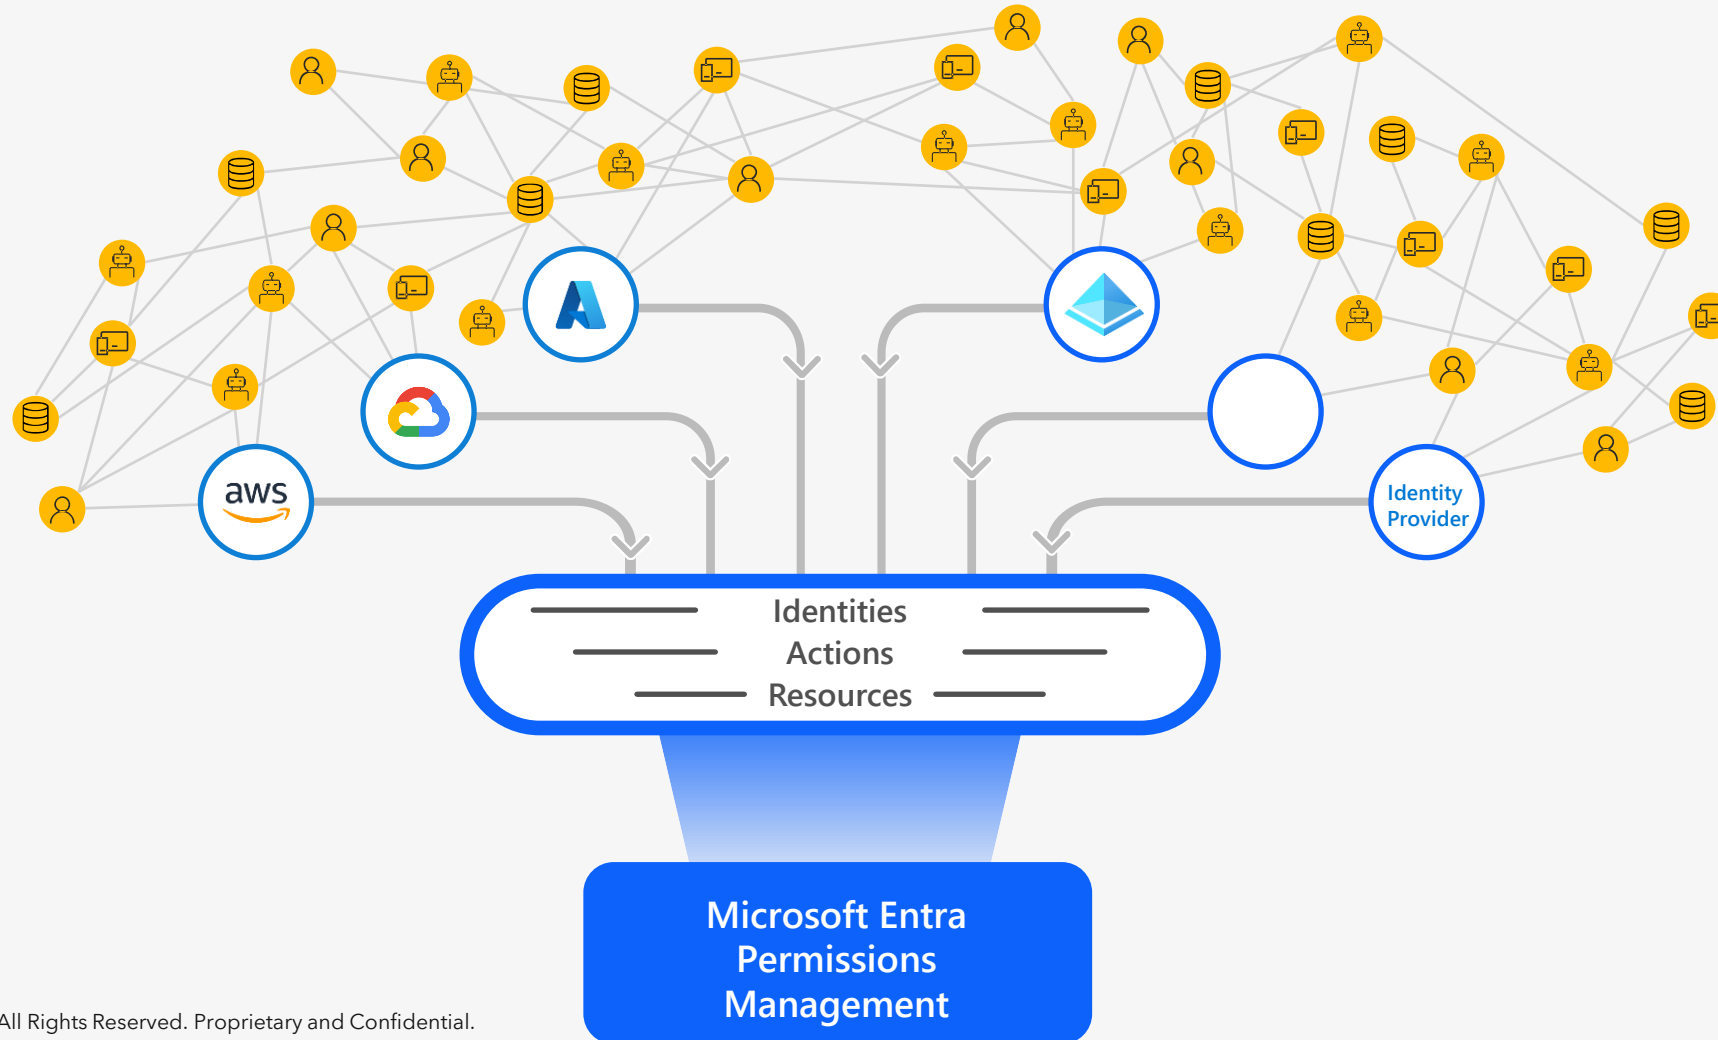 aws
Identity
Provider
Identities
Actions
Resources
Microsoft Entra
Permissions
Management
All Rights Reserved. Proprietary and Confidential.